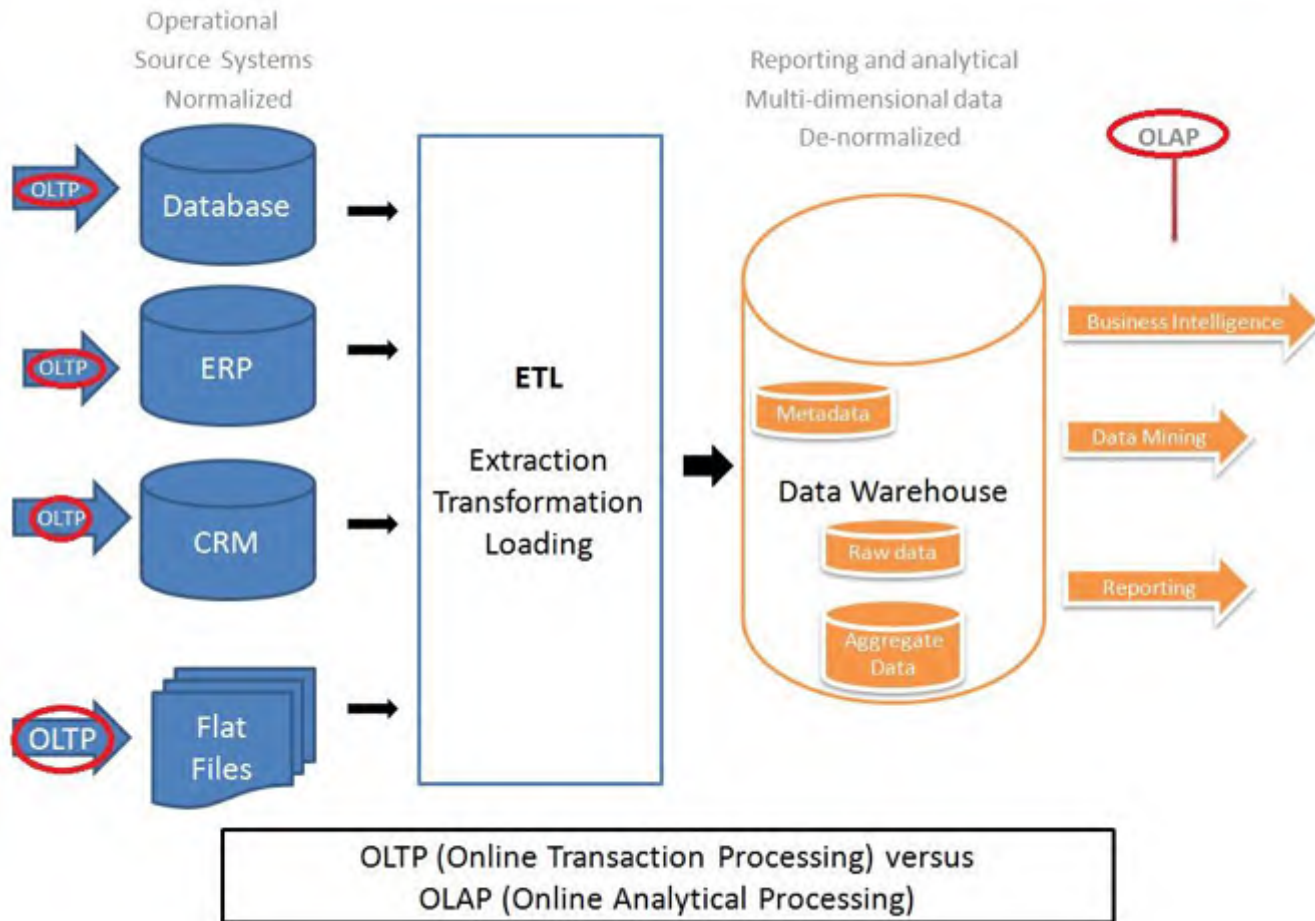 Operational
Source Systems
Normalized
Reporting and analytical
Multi-dimensional data
De-normalized
OLAP
OLTP
Database
OLTP
ERP
OLTP
CRM
OLTP
Flat
Files
ETL
Extraction
Transformation
Loading
Metadata
Data Warehouse
Raw data
Aggregate
Data
Business Intelligence
Data Mining
Reporting
OLTP (Online Transaction Processing) versus
OLAP (Online Analytical Processing)